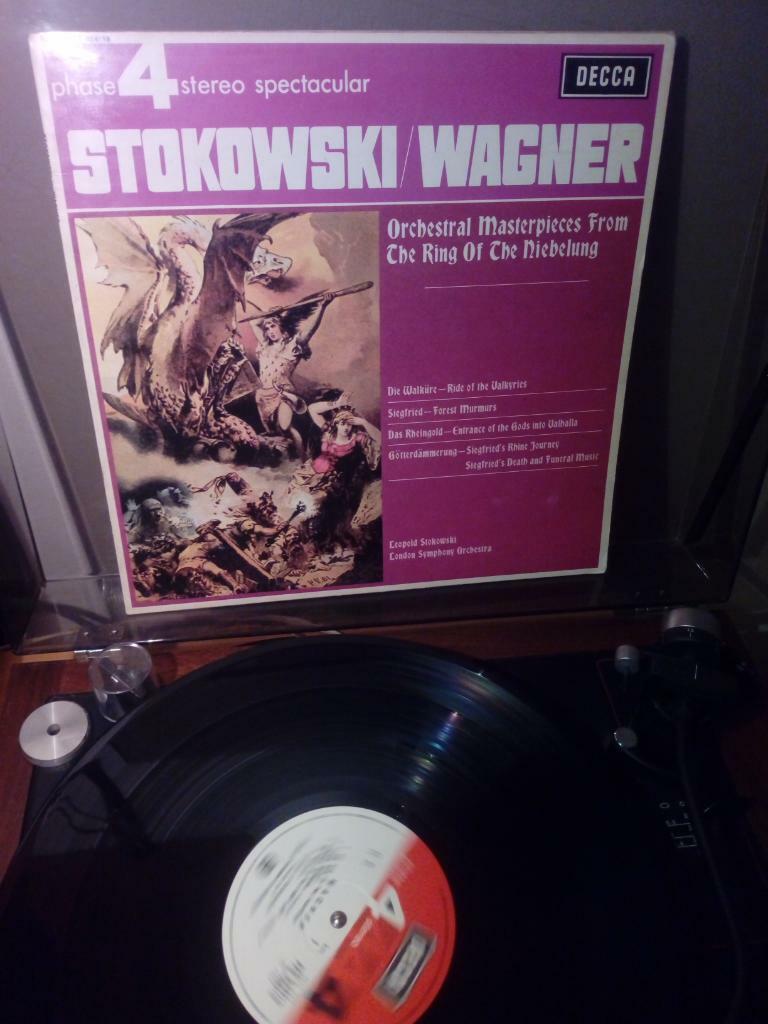 phase 4 stereo spectacular
DECCA
STOKOWSKI/WAGNER
Orchestral Masterpieces From
The Ring Of The Niebelung
Die Walküre—Ride of the Valkyries
Siegfried—Forest Murmurs
Das Rheingold—Entrance of the Gods into Valhalla
Götterdämmerung—Siegfried's Rhine Journey
Siegfried's Death and Funeral Music
Leopold Stokowski
London Symphony Orchestra
4